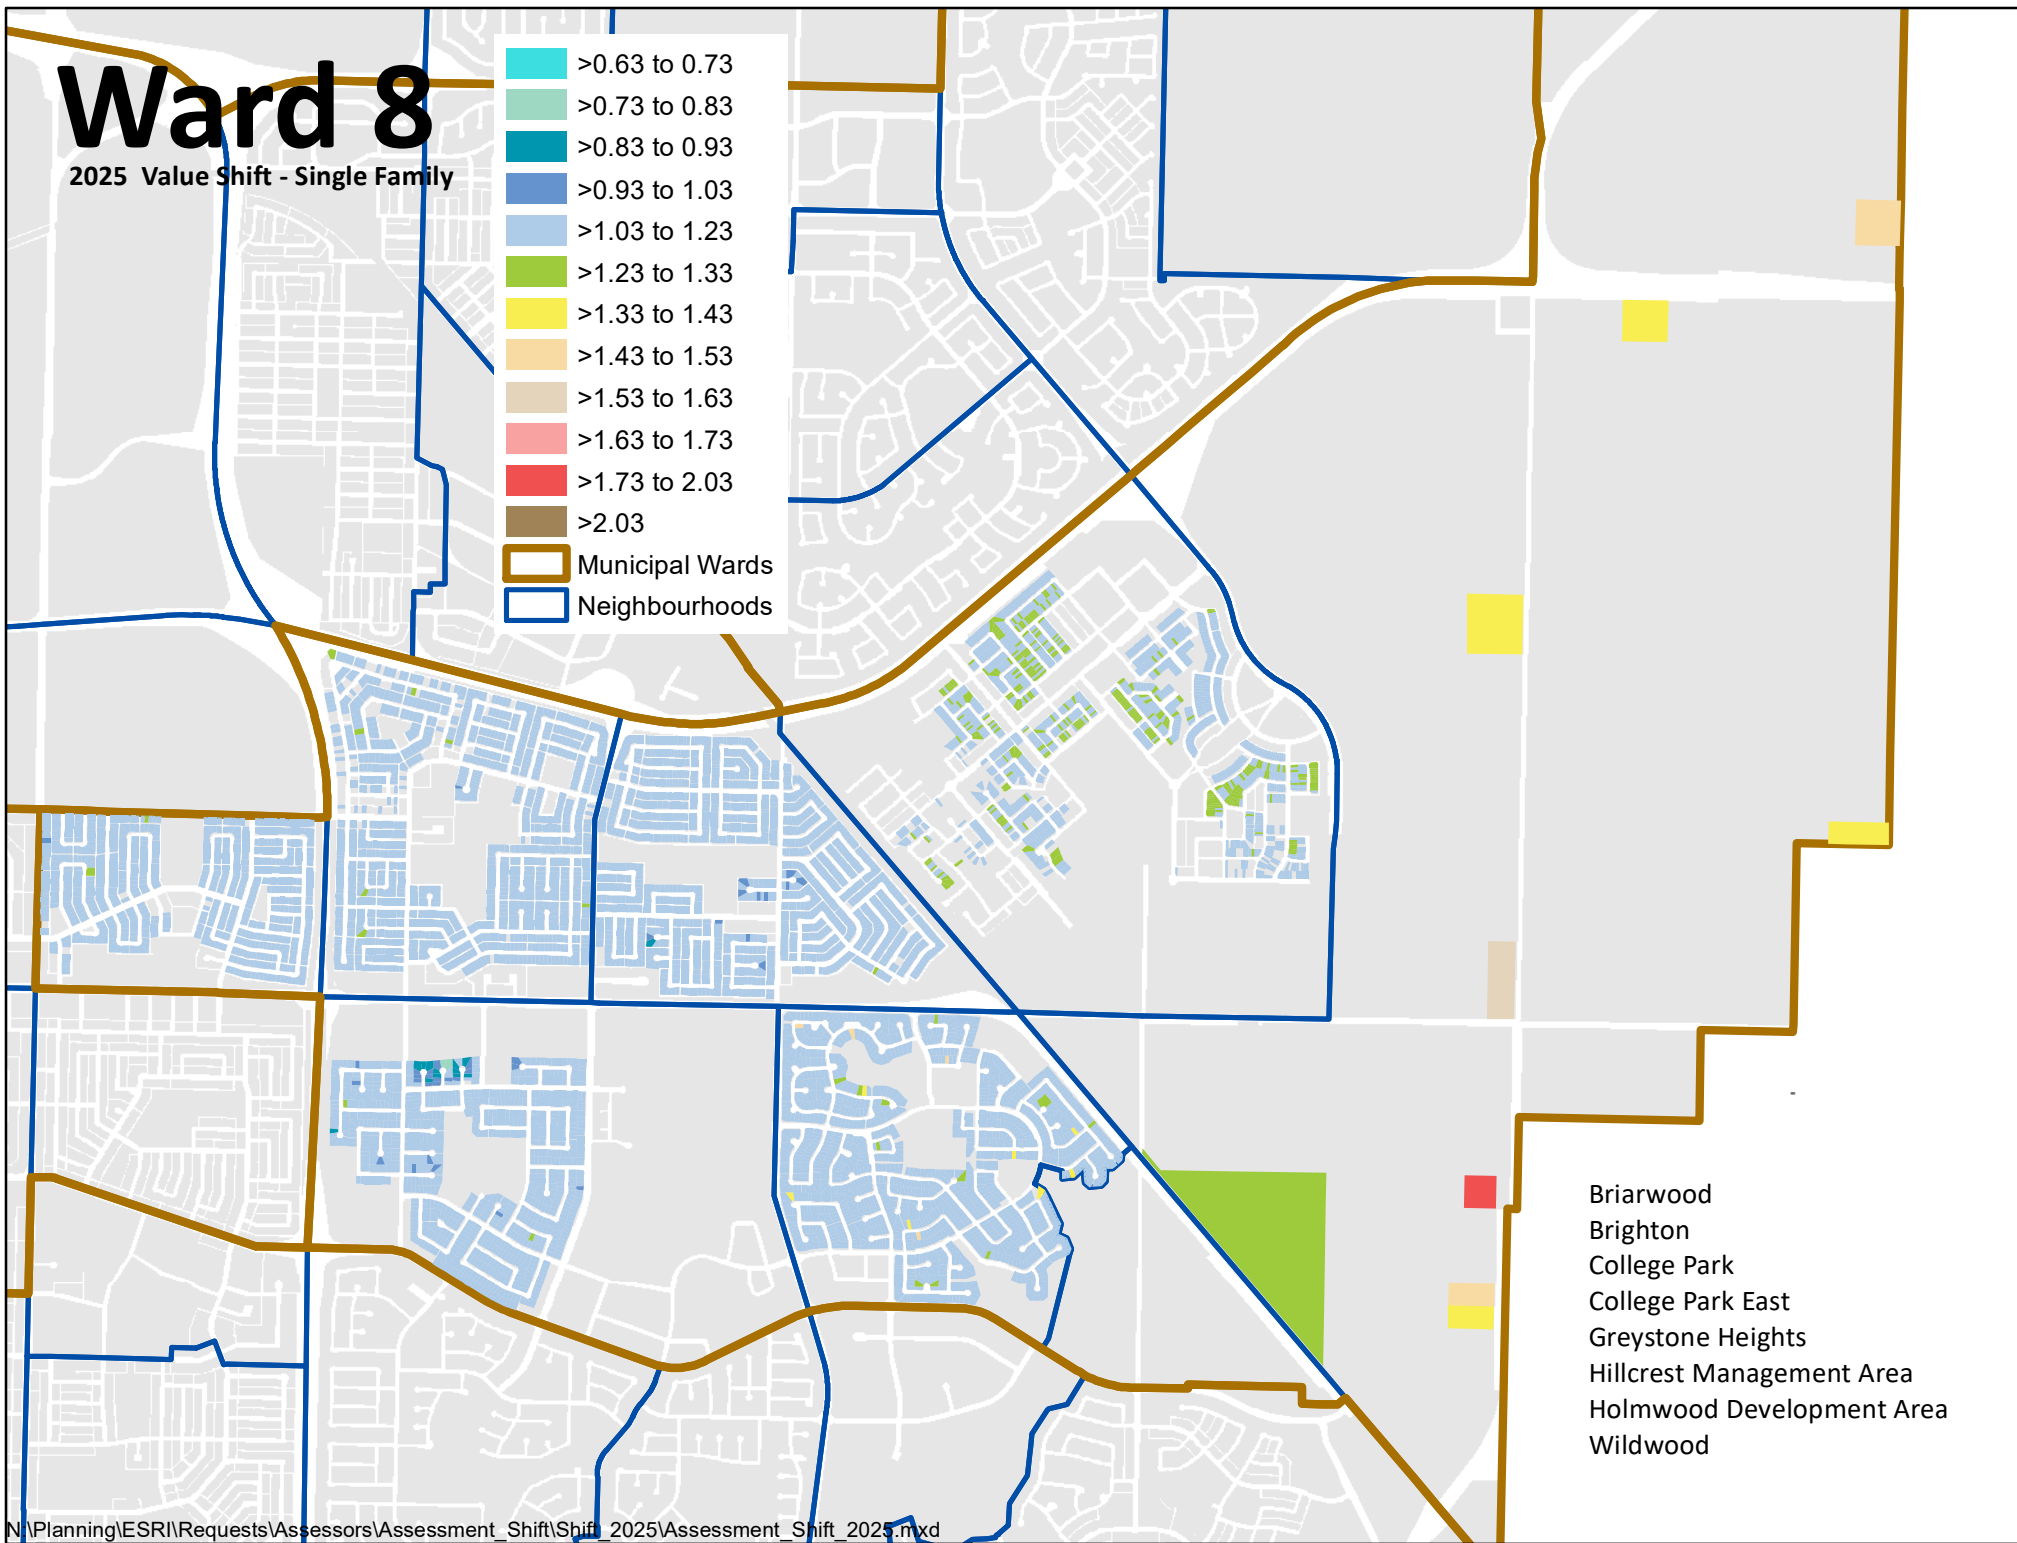 Ward 8
2025  Value Shift - Single Family
>0.63 to 0.73
>0.73 to 0.83
>0.83 to 0.93
>0.93 to 1.03
>1.03 to 1.23
>1.23 to 1.33
>1.33 to 1.43
>1.43 to 1.53
>1.53 to 1.63
>1.63 to 1.73
>1.73 to 2.03
>2.03
Municipal Wards
Neighbourhoods
Briarwood
Brighton
College Park
College Park East
Greystone Heights
Hillcrest Management Area
Holmwood Development Area
Wildwood
N:\Planning\ESRI\Requests\Assessors\Assessment_Shift\Shift_2025\Assessment_Shift_2025.mxd